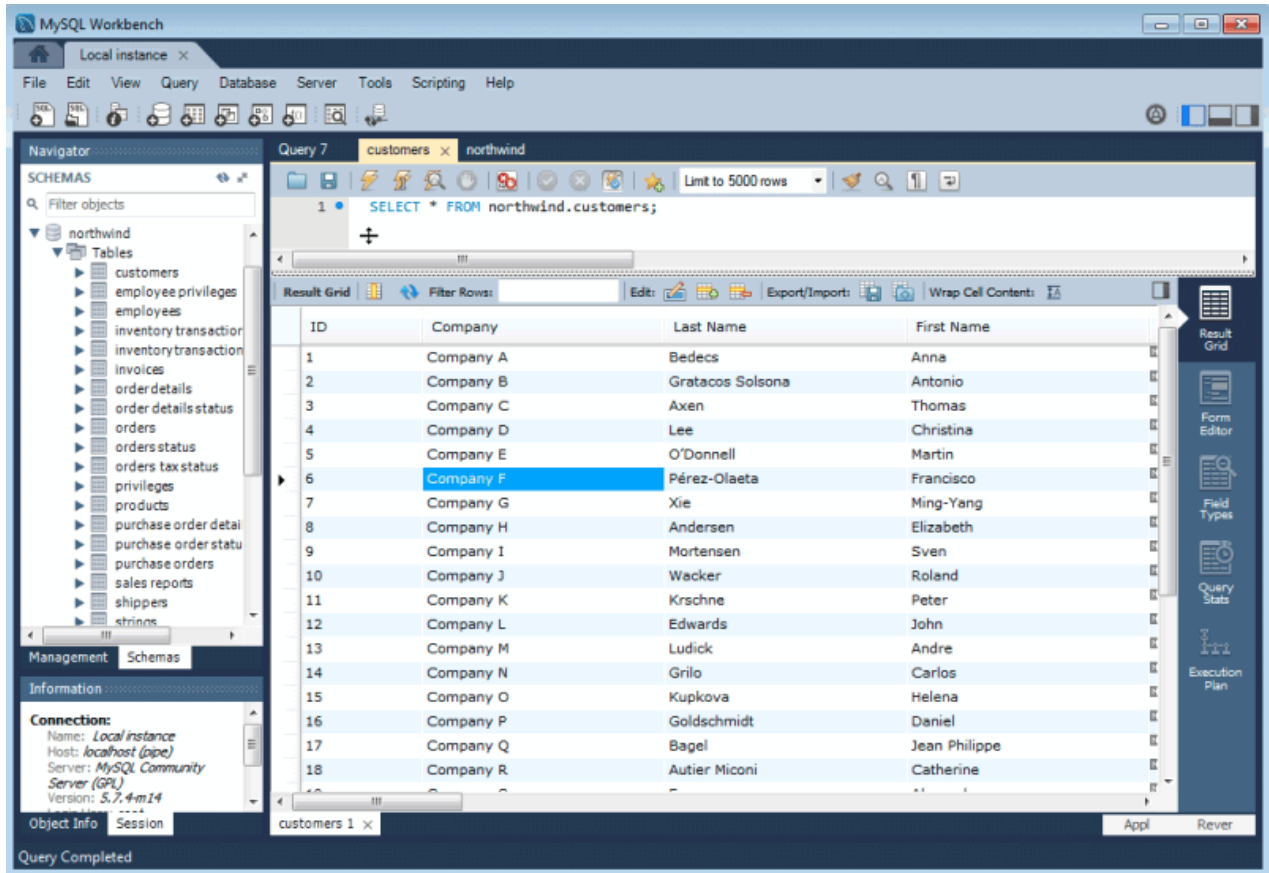 MySQL Workbench
Local instance
File Edit View Query Database Server Tools Scripting Help
Navigator
SCHEMAS
Filter objects
northwind
Tables
customers
employee privileges
employees
inventory transaction
inventory transaction
invoices
order details
order details status
orders
orders status
orders tax status
privileges
products
purchase order detai
purchase order statu
purchase orders
sales reports
shippers
strings
Management Schemas
Information
Connection:
Name: Local instance
Host: localhost (pipe)
Server: MySQL Community
Server (GPL)
Version: 5.7.4-m14
Object Info Session
Query 7 customers northwind
Limit to 5000 rows
1 SELECT * FROM northwind.customers;
Result Grid Filter Rows: Edit: Export/Import: Wrap Cell Content:
ID Company Last Name First Name
1 Company A Bedecs Anna
2 Company B Gratacos Solsona Antonio
3 Company C Axen Thomas
4 Company D Lee Christina
5 Company E O'Donnell Martin
6 Company F Pérez-Olaeta Francisco
7 Company G Xie Ming-Yang
8 Company H Andersen Elizabeth
9 Company I Mortensen Sven
10 Company J Wacker Roland
11 Company K Krschne Peter
12 Company L Edwards John
13 Company M Ludick Andre
14 Company N Grilo Carlos
15 Company O Kupkova Helena
16 Company P Goldschmidt Daniel
17 Company Q Bagel Jean Philippe
18 Company R Autier Miconi Catherine
customers 1
Appl Rever
Result
Grid
Form
Editor
Field
Types
Query
Stats
Execution
Plan
Query Completed